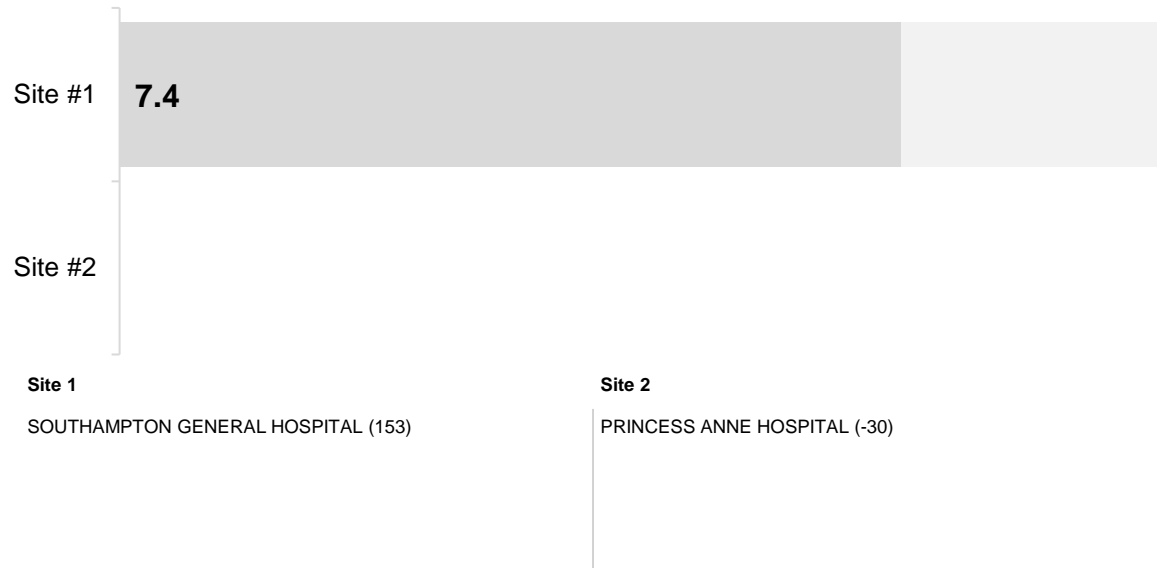 Site #1
7.4
Site #2
Site 1
Site 2
SOUTHAMPTON GENERAL HOSPITAL (153)
PRINCESS ANNE HOSPITAL (-30)